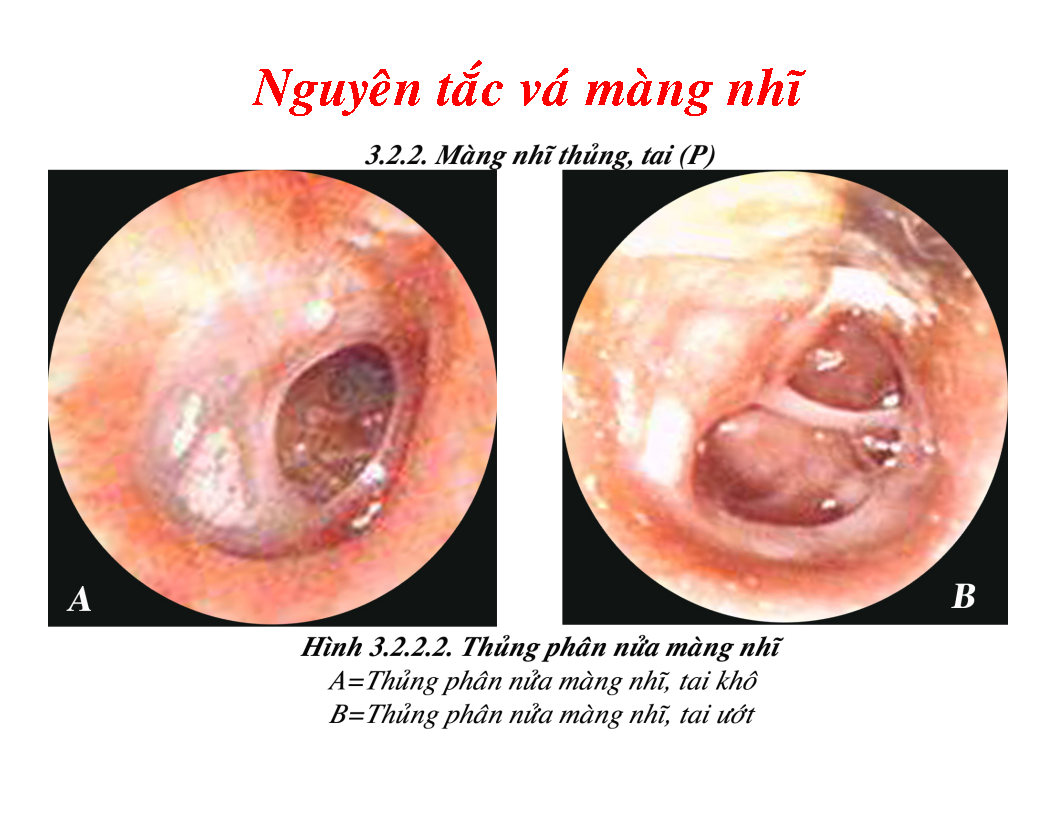 Nguyên tắc vá màng nhĩ
3.2.2. Màng nhĩ thủng, tai (P)
A
B
Hình 3.2.2.2. Thủng phân nửa màng nhĩ
A=Thủng phân nửa màng nhĩ, tai khô
B=Thủng phân nửa màng nhĩ, tai ướt